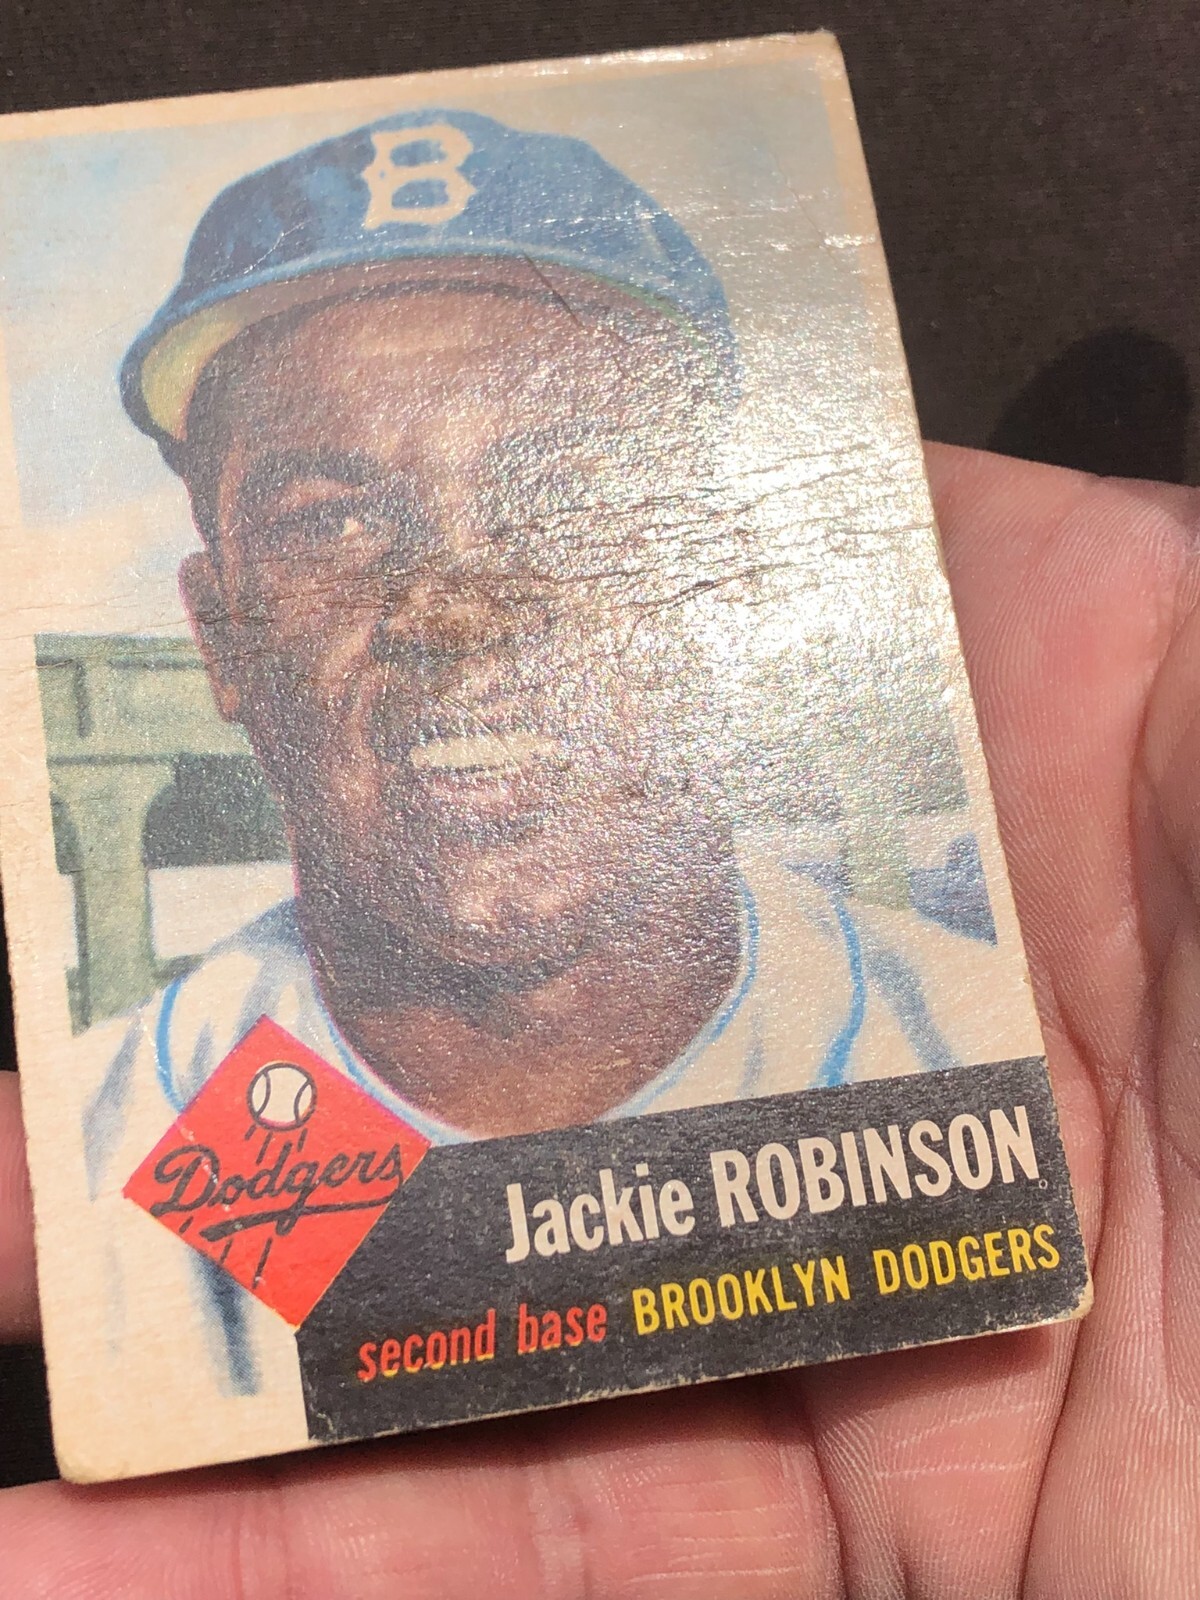 B
Dodgers
Jackie ROBINSON
second base BROOKLYN DODGERS